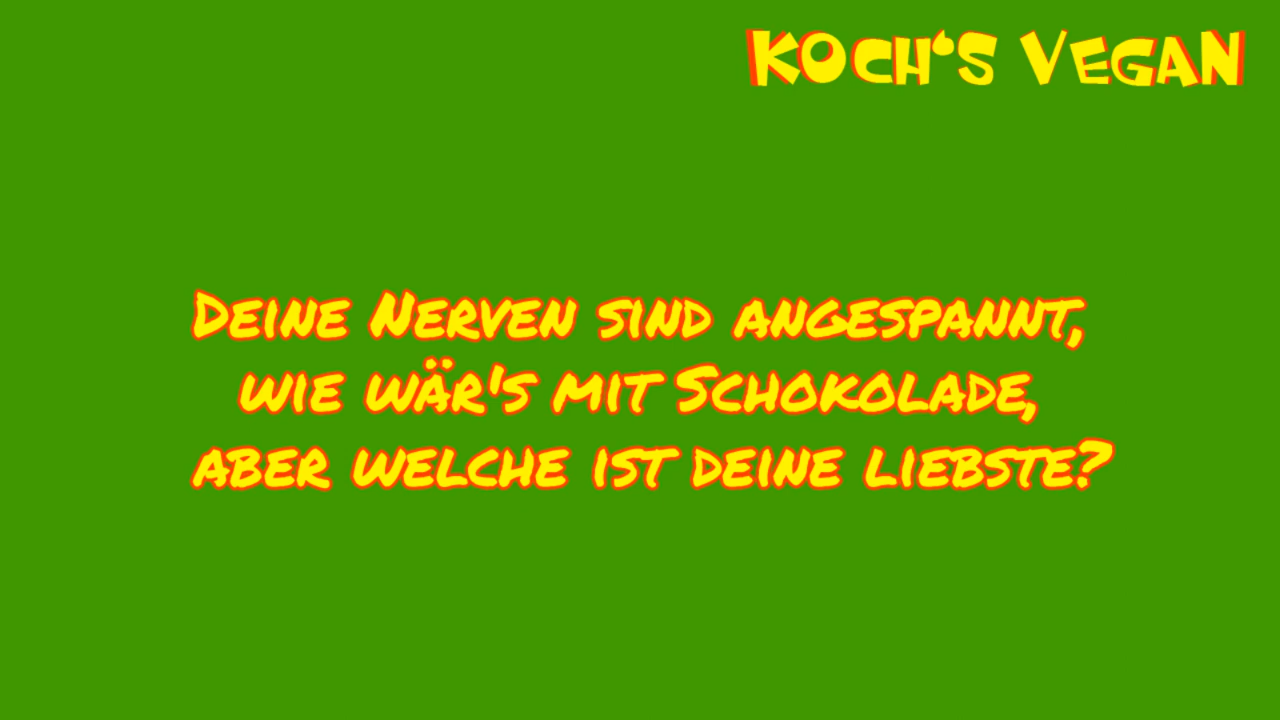 KOCH'S VEGAN
Deine Nerven sind angespannt,
wie wär's mit Schokolade,
aber welche ist deine liebste?